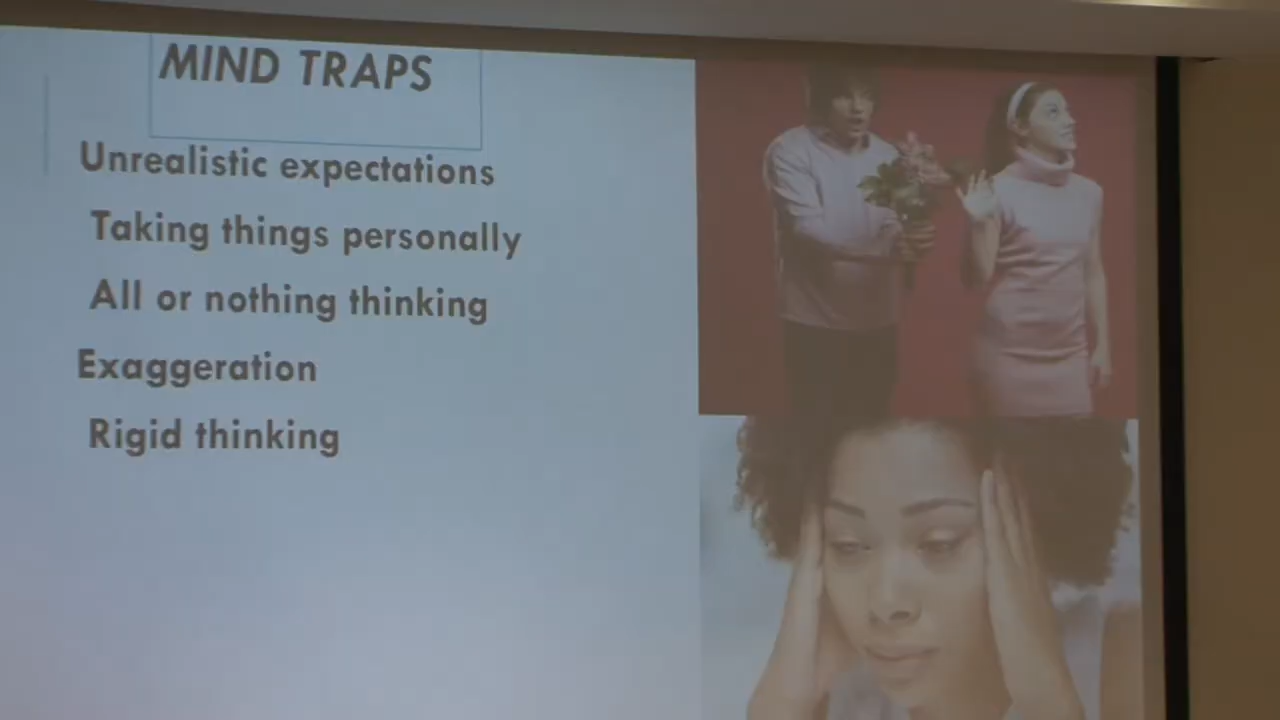 MIND TRAPS
Unrealistic expectations
Taking things personally
All or nothing thinking
Exaggeration
Rigid thinking